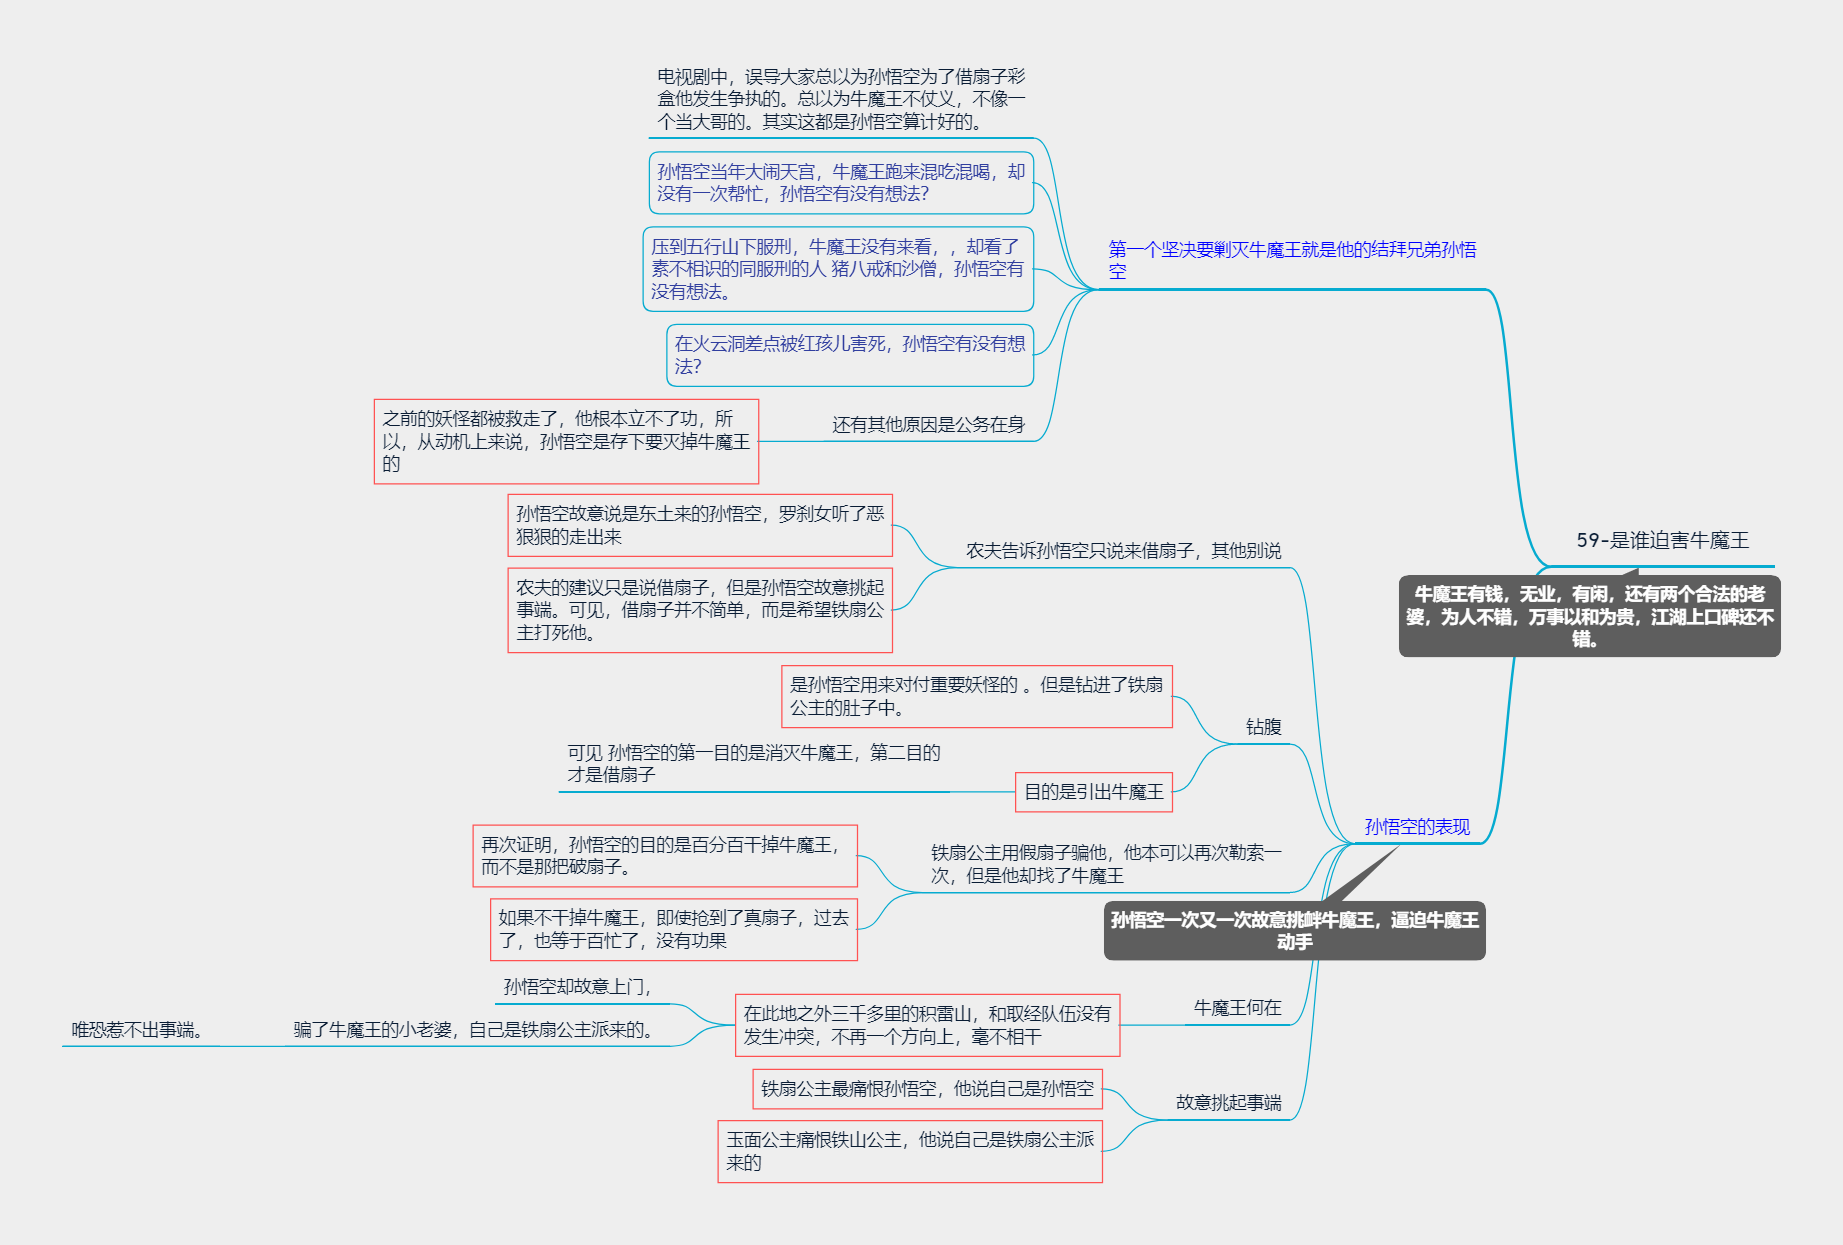 59-是谁迫害牛魔王
牛魔王有钱，无业，有闲，还有两个合法的老
婆，为人不错，万事以和为贵，江湖上口碑还不
错。
第一个坚决要剿灭牛魔王就是他的结拜兄弟孙悟
空
电视剧中，误导大家总以为孙悟空为了借扇子彩
盒他发生争执的。总以为牛魔王不仗义，不像一
个当大哥的。其实这都是孙悟空算计好的。
孙悟空当年大闹天宫，牛魔王跑来混吃混喝，却
没有一次帮忙，孙悟空有没有想法？
压到五行山下服刑，牛魔王没有来看，，却看了
素不相识的同服刑的人 猪八戒和沙僧，孙悟空有
没有想法。
在火云洞差点被红孩儿害死，孙悟空有没有想
法？
还有其他原因是公务在身
之前的妖怪都被救走了，他根本立不了功，所
以，从动机上来说，孙悟空是存下要灭掉牛魔王
的
孙悟空的表现
孙悟空一次又一次故意挑衅牛魔王，逼迫牛魔王
动手
农夫告诉孙悟空只说来借扇子，其他别说
孙悟空故意说是东土来的孙悟空，罗刹女听了恶
狠狠的走出来
农夫的建议只是说借扇子，但是孙悟空故意挑起
事端。可见，借扇子并不简单，而是希望铁扇公
主打死他。
钻腹
是孙悟空用来对付重要妖怪的 。但是钻进了铁扇
公主的肚子中。
目的是引出牛魔王
可见 孙悟空的第一目的是消灭牛魔王，第二目的
才是借扇子
铁扇公主用假扇子骗他，他本可以再次勒索一
次，但是他却找了牛魔王
再次证明，孙悟空的目的是百分百干掉牛魔王，
而不是那把破扇子。
如果不干掉牛魔王，即使抢到了真扇子，过去
了，也等于百忙了，没有功果
牛魔王何在
在此地之外三千多里的积雷山，和取经队伍没有
发生冲突，不再一个方向上，毫不相干
孙悟空却故意上门，
骗了牛魔王的小老婆，自己是铁扇公主派来的。
唯恐惹不出事端。
故意挑起事端
铁扇公主最痛恨孙悟空，他说自己是孙悟空
玉面公主痛恨铁山公主，他说自己是铁扇公主派
来的